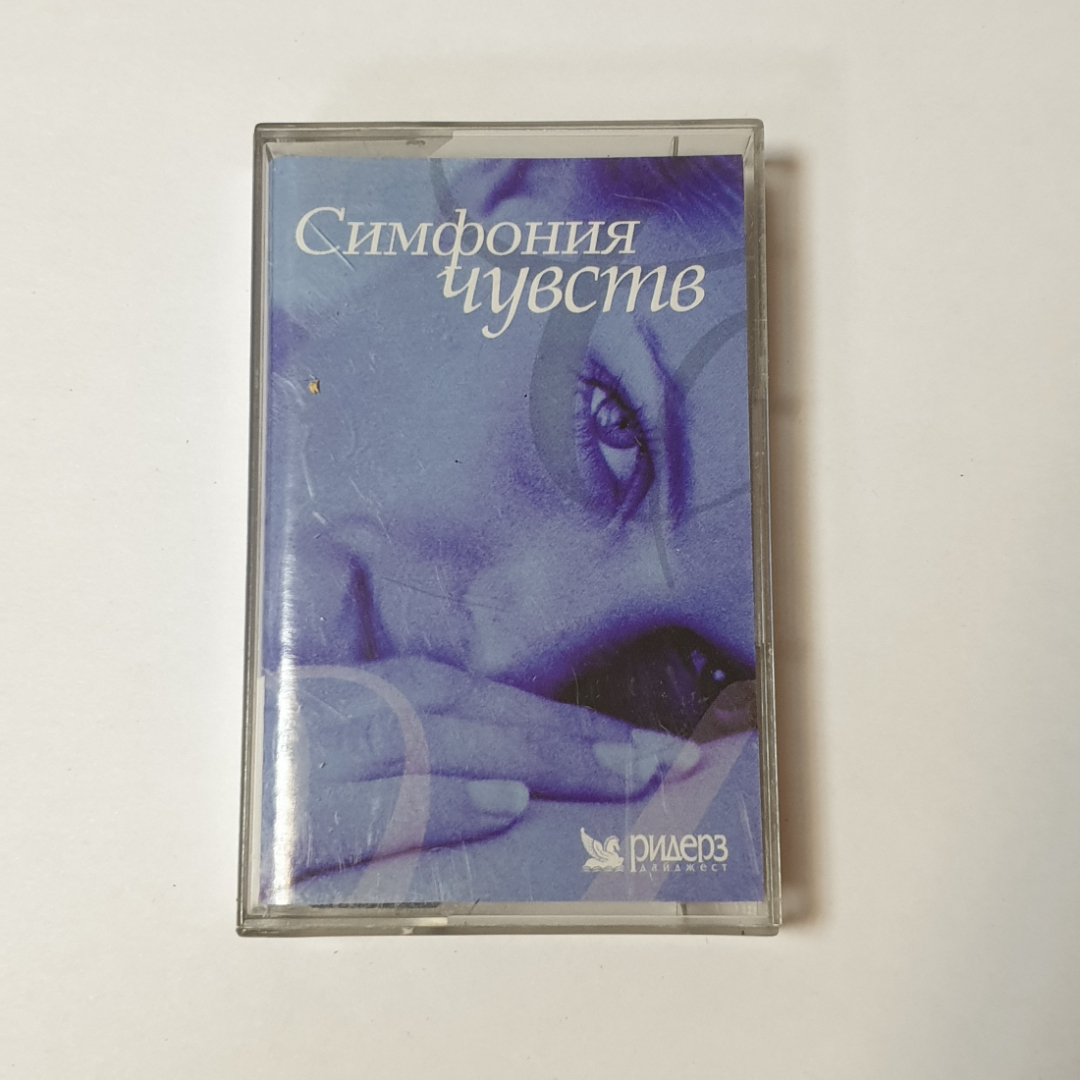 Симфония
чувств
ридерз
дайджест